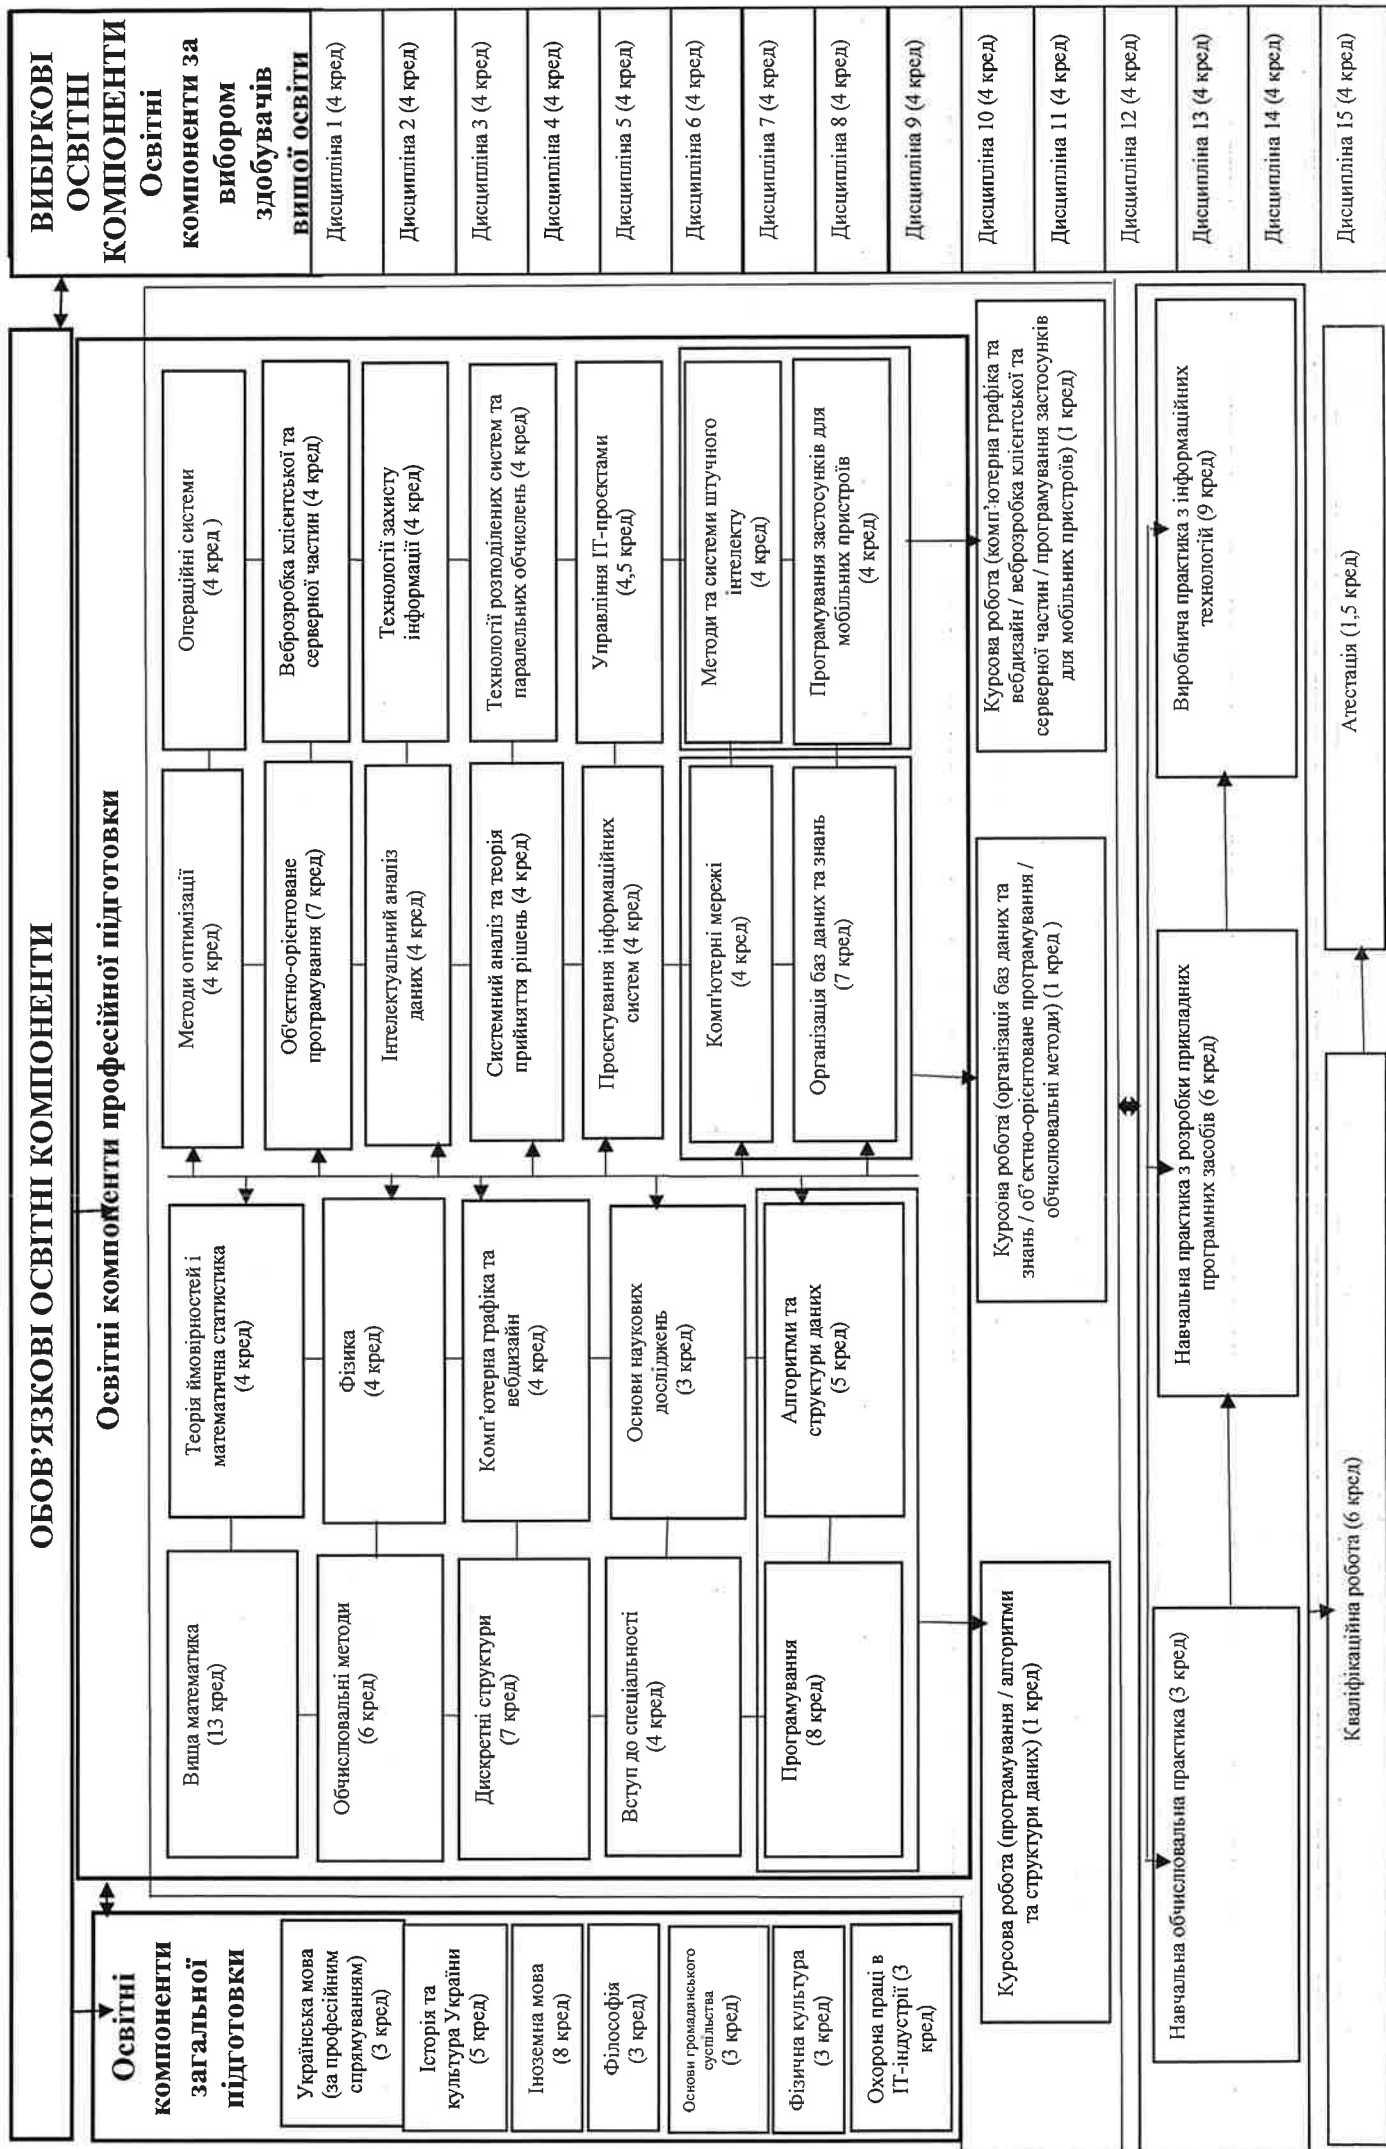 ОБОВ’ЯЗКОВІ ОСВІТНІ КОМПОНЕНТИ
Освітні
компоненти
загальної
підготовки
Українська мова
(за професійним
спрямуванням)
(3 кред)
Історія та
культура України
(5 кред)
Іноземна мова
(8 кред)
Філософія
(3 кред)
Основи громадянського
суспільства
(3 кред)
Фізична культура
(3 кред)
Охорона праці в
ІТ-індустрії (3
кред)
Освітні компоненти професійної підготовки
Вища математика
(13 кред)
Обчислювальні методи
(6 кред)
Дискретні структури
(7 кред)
Вступ до спеціальності
(4 кред)
Програмування
(8 кред)
Теорія ймовірностей і
математична статистика
(4 кред)
Фізика
(4 кред)
Комп’ютерна графіка та
вебдизайн
(4 кред)
Основи наукових
досліджень
(3 кред)
Алгоритми та
структури даних
(5 кред)
Методи оптимізації
(4 кред)
Об'єктно-орієнтоване
програмування (7 кред)
Інтелектуальний аналіз
даних (4 кред)
Системний аналіз та теорія
прийняття рішень (4 кред)
Проєктування інформаційних
систем (4 кред)
Комп'ютерні мережі
(4 кред)
Організація баз даних та знань
(7 кред)
Операційні системи
(4 кред )
Веброзробка клієнтської та
серверної частин (4 кред)
Технології захисту
інформації (4 кред)
Технології розподілених систем та
паралельних обчислень (4 кред)
Управління ІТ-проєктами
(4,5 кред)
Методи та системи штучного
інтелекту
(4 кред)
Програмування застосунків для
мобільних пристроїв
(4 кред)
Курсова робота (програмування / алгоритми
та структури даних) (1 кред)
Курсова робота (організація баз даних та
знань / об’єктно-орієнтоване програмування /
обчислювальні методи) (1 кред )
Курсова робота (комп’ютерна графіка та
вебдизайн / веброзробка клієнтської та
серверної частин / програмування застосунків
для мобільних пристроїв) (1 кред)
Навчальна обчислювальна практика (3 кред)
Навчальна практика з розробки прикладних
програмних засобів (6 кред)
Виробнича практика з інформаційних
технологій (9 кред)
Кваліфікаційна робота (6 кред)
Атестація (1,5 кред)
ВИБІРКОВІ
ОСВІТНІ
КОМПОНЕНТИ
Освітні
компоненти за
вибором
здобувачів
вищої освіти
Дисципліна 1 (4 кред)
Дисципліна 2 (4 кред)
Дисципліна 3 (4 кред)
Дисципліна 4 (4 кред)
Дисципліна 5 (4 кред)
Дисципліна 6 (4 кред)
Дисципліна 7 (4 кред)
Дисципліна 8 (4 кред)
Дисципліна 9 (4 кред)
Дисципліна 10 (4 кред)
Дисципліна 11 (4 кред)
Дисципліна 12 (4 кред)
Дисципліна 13 (4 кред)
Дисципліна 14 (4 кред)
Дисципліна 15 (4 кред)